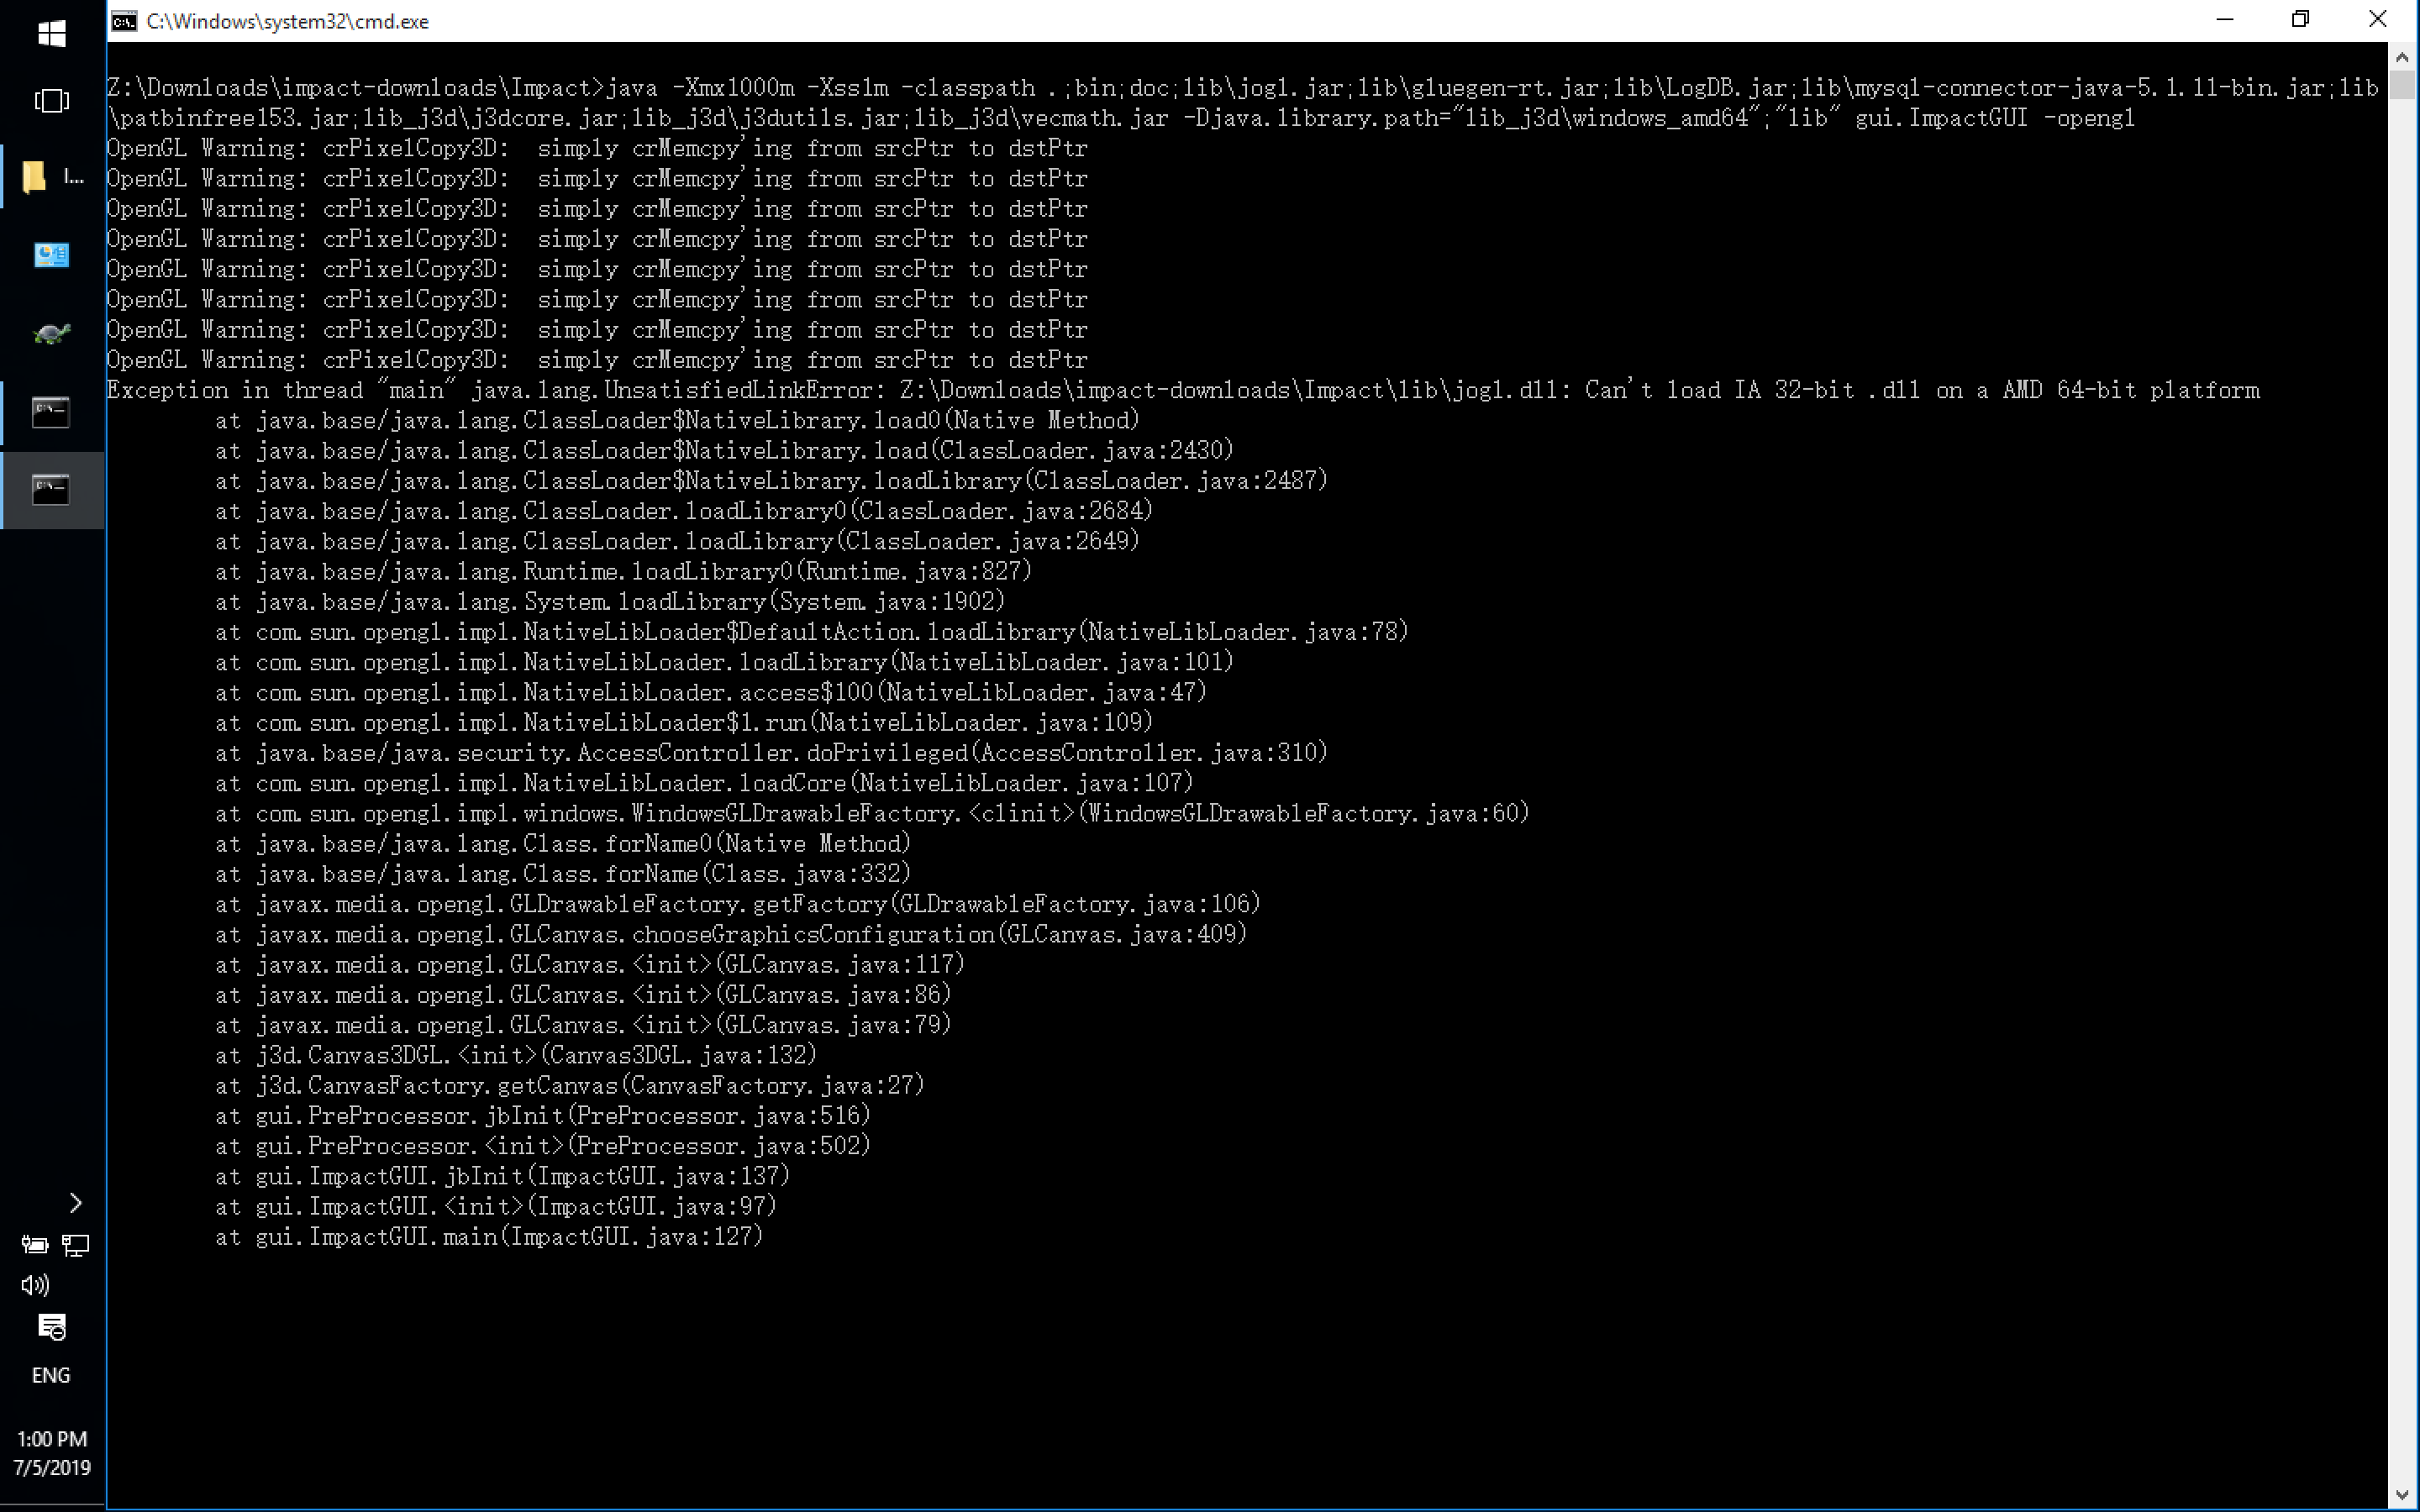 C:\Windows\system32\cmd.exe
Z:\Downloads\impact-downloads\Impact>java -Xmx1000m -Xss1m -classpath .;bin;doc;lib\jogl.jar;lib\gluegen-rt.jar;lib\LogDB.jar;lib\mysql-connector-java-5.1.11-bin.jar;lib
\patbinfree153.jar;lib_j3d\j3dcore.jar;lib_j3d\j3dutils.jar;lib_j3d\vecmath.jar -Djava.library.path="lib_j3d\windows_amd64";"lib" gui.ImpactGUI -opengl
OpenGL Warning: crPixelCopy3D:  simply crMemcpy'ing from srcPtr to dstPtr
OpenGL Warning: crPixelCopy3D:  simply crMemcpy'ing from srcPtr to dstPtr
OpenGL Warning: crPixelCopy3D:  simply crMemcpy'ing from srcPtr to dstPtr
OpenGL Warning: crPixelCopy3D:  simply crMemcpy'ing from srcPtr to dstPtr
OpenGL Warning: crPixelCopy3D:  simply crMemcpy'ing from srcPtr to dstPtr
OpenGL Warning: crPixelCopy3D:  simply crMemcpy'ing from srcPtr to dstPtr
OpenGL Warning: crPixelCopy3D:  simply crMemcpy'ing from srcPtr to dstPtr
OpenGL Warning: crPixelCopy3D:  simply crMemcpy'ing from srcPtr to dstPtr
Exception in thread "main" java.lang.UnsatisfiedLinkError: Z:\Downloads\impact-downloads\Impact\lib\jogl.dll: Can't load IA 32-bit .dll on a AMD 64-bit platform
at java.base/java.lang.ClassLoader$NativeLibrary.load0(Native Method)
at java.base/java.lang.ClassLoader$NativeLibrary.load(ClassLoader.java:2430)
at java.base/java.lang.ClassLoader$NativeLibrary.loadLibrary(ClassLoader.java:2487)
at java.base/java.lang.ClassLoader.loadLibrary0(ClassLoader.java:2684)
at java.base/java.lang.ClassLoader.loadLibrary(ClassLoader.java:2649)
at java.base/java.lang.Runtime.loadLibrary0(Runtime.java:827)
at java.base/java.lang.System.loadLibrary(System.java:1902)
at com.sun.opengl.impl.NativeLibLoader$DefaultAction.loadLibrary(NativeLibLoader.java:78)
at com.sun.opengl.impl.NativeLibLoader.loadLibrary(NativeLibLoader.java:101)
at com.sun.opengl.impl.NativeLibLoader.access$100(NativeLibLoader.java:47)
at com.sun.opengl.impl.NativeLibLoader$1.run(NativeLibLoader.java:109)
at java.base/java.security.AccessController.doPrivileged(AccessController.java:310)
at com.sun.opengl.impl.NativeLibLoader.loadCore(NativeLibLoader.java:107)
at com.sun.opengl.impl.windows.WindowsGLDrawableFactory.<clinit>(WindowsGLDrawableFactory.java:60)
at java.base/java.lang.Class.forName0(Native Method)
at java.base/java.lang.Class.forName(Class.java:332)
at javax.media.opengl.GLDrawableFactory.getFactory(GLDrawableFactory.java:106)
at javax.media.opengl.GLCanvas.chooseGraphicsConfiguration(GLCanvas.java:409)
at javax.media.opengl.GLCanvas.<init>(GLCanvas.java:117)
at javax.media.opengl.GLCanvas.<init>(GLCanvas.java:86)
at javax.media.opengl.GLCanvas.<init>(GLCanvas.java:79)
at j3d.Canvas3DGL.<init>(Canvas3DGL.java:132)
at j3d.CanvasFactory.getCanvas(CanvasFactory.java:27)
at gui.PreProcessor.jbInit(PreProcessor.java:516)
at gui.PreProcessor.<init>(PreProcessor.java:502)
at gui.ImpactGUI.jbInit(ImpactGUI.java:137)
at gui.ImpactGUI.<init>(ImpactGUI.java:97)
at gui.ImpactGUI.main(ImpactGUI.java:127)
I...
ENG
1:00 PM
7/5/2019